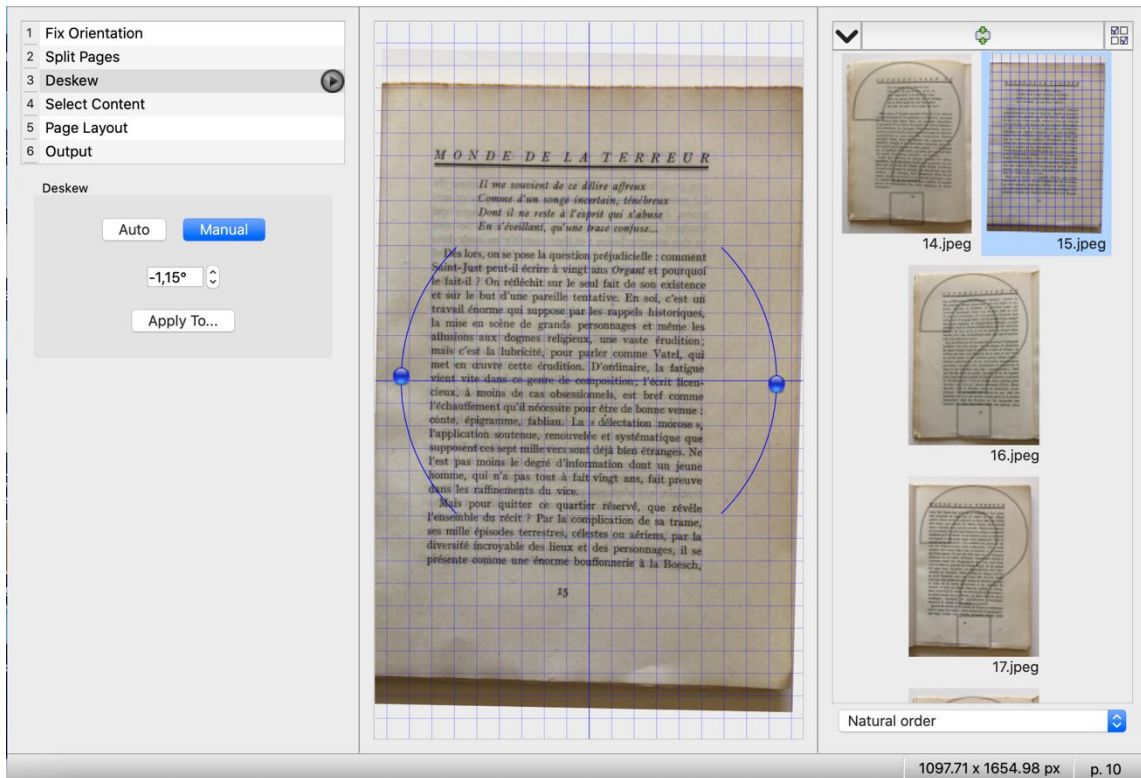 1 Fix Orientation
2 Split Pages
3 Deskew
4 Select Content
5 Page Layout
6 Output
Deskew
Auto Manual
-1,15°
Apply To...
MONDE DE LA TERREUR
Il me souvient de ce délire affreux
Comme d'un songe incertain, ténébreux
Dont il ne reste à l'esprit qui s'abuse
En s'éveillant, qu'une trace confuse...
Dès lors, on se pose la question préjudicielle : comment
Saint-Just peut-il écrire à vingt ans Organt et pourquoi
le fait-il ? On réfléchit sur le seul fait de son existence
et sur le but d'une pareille tentative. En soi, c'est un
travail énorme qui suppose par les rappels historiques,
la mise en scène de grands personnages et même les
allusions aux dogmes religieux, une vaste érudition;
mais c'est la lubricité, pour parler comme Vatel, qui
met en œuvre cette érudition. D'ordinaire, la fatigue
vient vite dans ce genre de composition; l'écrit licen-
cieux, à moins de cas obsessionnels, est bref comme
l'échauffement qu'il nécessite pour être de bonne venue :
conte, épigramme, fabliau. La « délectation morose »,
l'application soutenue, renouvelée et systématique que
supposent ces sept mille vers sont déjà bien étranges. Ne
l'est pas moins le degré d'information dont un jeune
homme, qui n'a pas tout à fait vingt ans, fait preuve
dans les raffinements du vice.
Mais pour quitter ce quartier réservé, que révèle
l'ensemble du récit ? Par la complication de sa trame,
ses mille épisodes terrestres, célestes ou aériens, par la
diversité incroyable des lieux et des personnages, il se
présente comme une énorme bouffonnerie à la Boesch,
15
14.jpeg
15.jpeg
16.jpeg
17.jpeg
Natural order
1097.71 x 1654.98 px p. 10